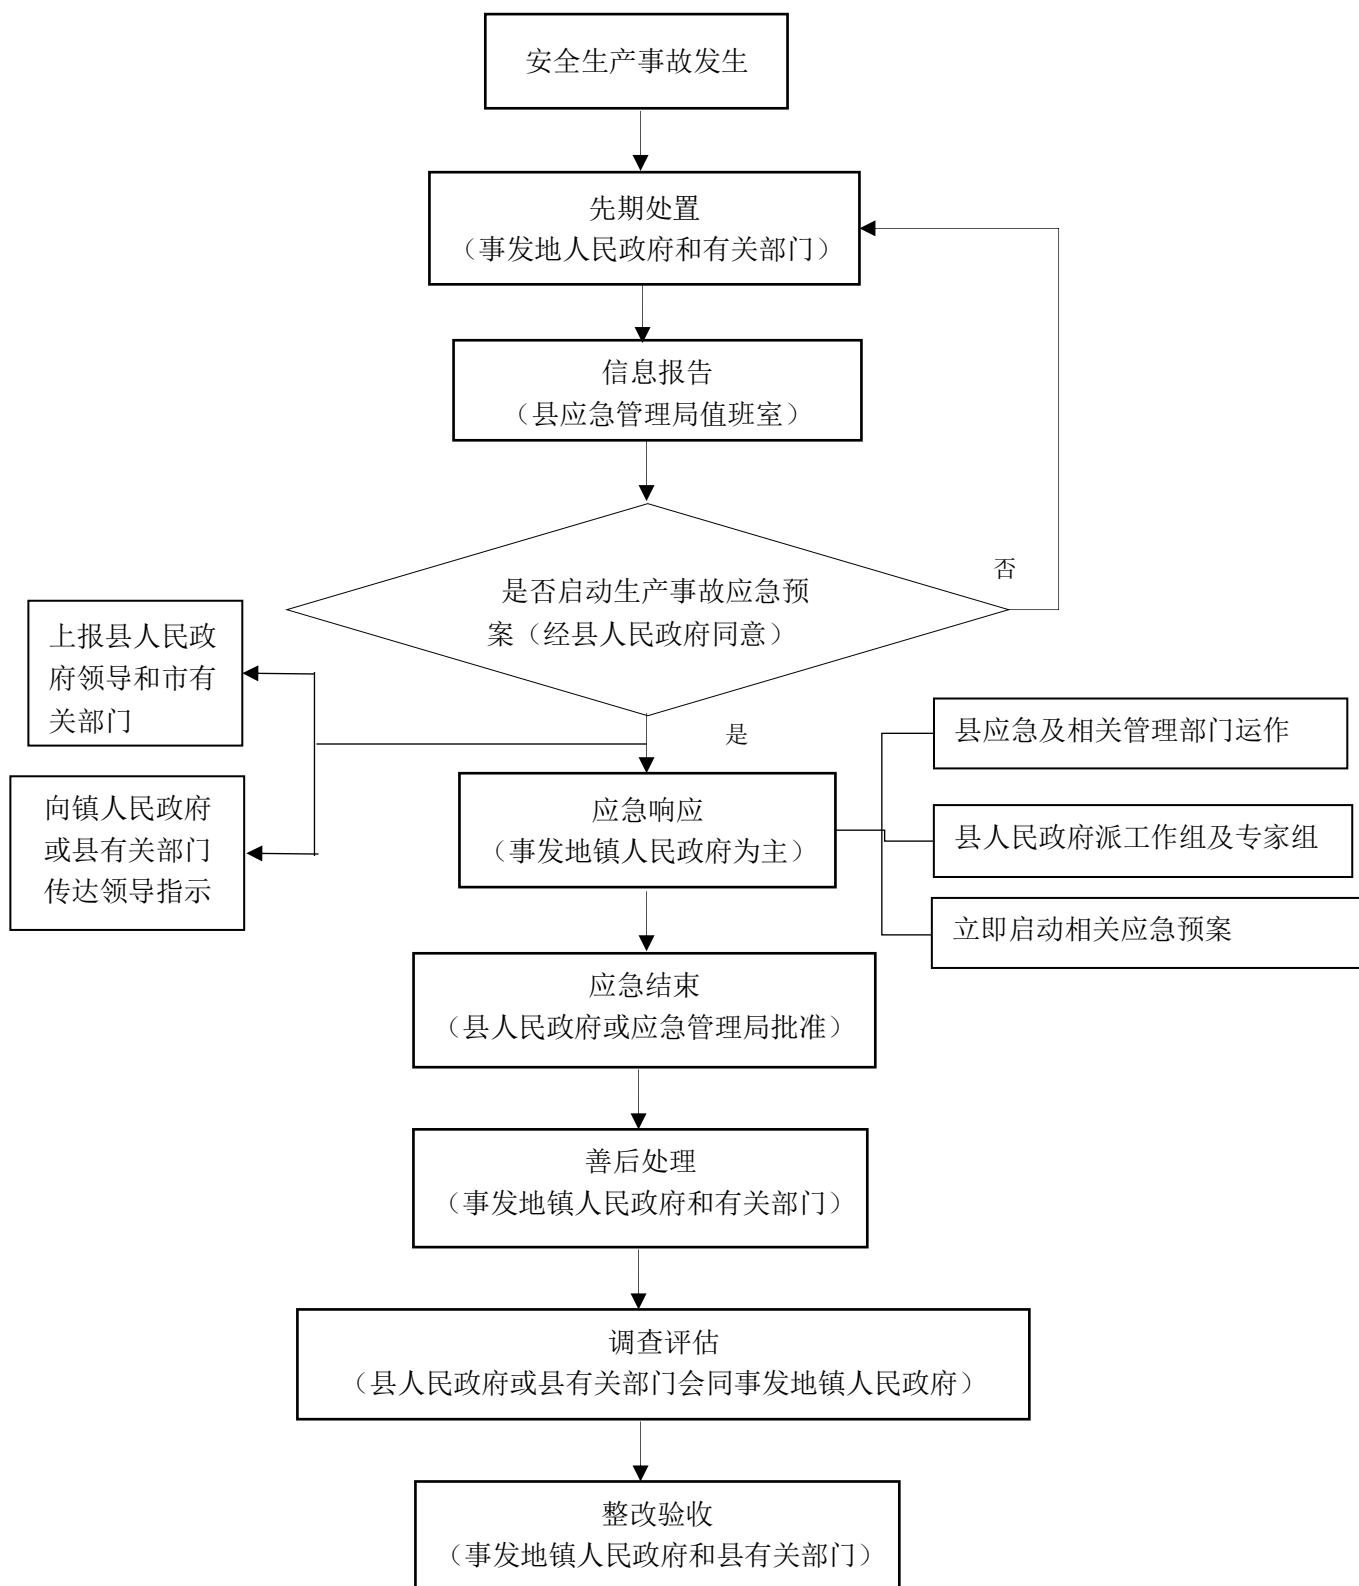 安全生产事故发生
先期处置
（事发地人民政府和有关部门）
信息报告
（县应急管理局值班室）
否
是否启动生产事故应急预
案（经县人民政府同意）
上报县人民政
府领导和市有
关部门
是
县应急及相关管理部门运作
向镇人民政府
或县有关部门
传达领导指示
应急响应
（事发地镇人民政府为主）
县人民政府派工作组及专家组
立即启动相关应急预案
应急结束
（县人民政府或应急管理局批准）
善后处理
（事发地镇人民政府和有关部门）
调查评估
（县人民政府或县有关部门会同事发地镇人民政府）
整改验收
（事发地镇人民政府和县有关部门）